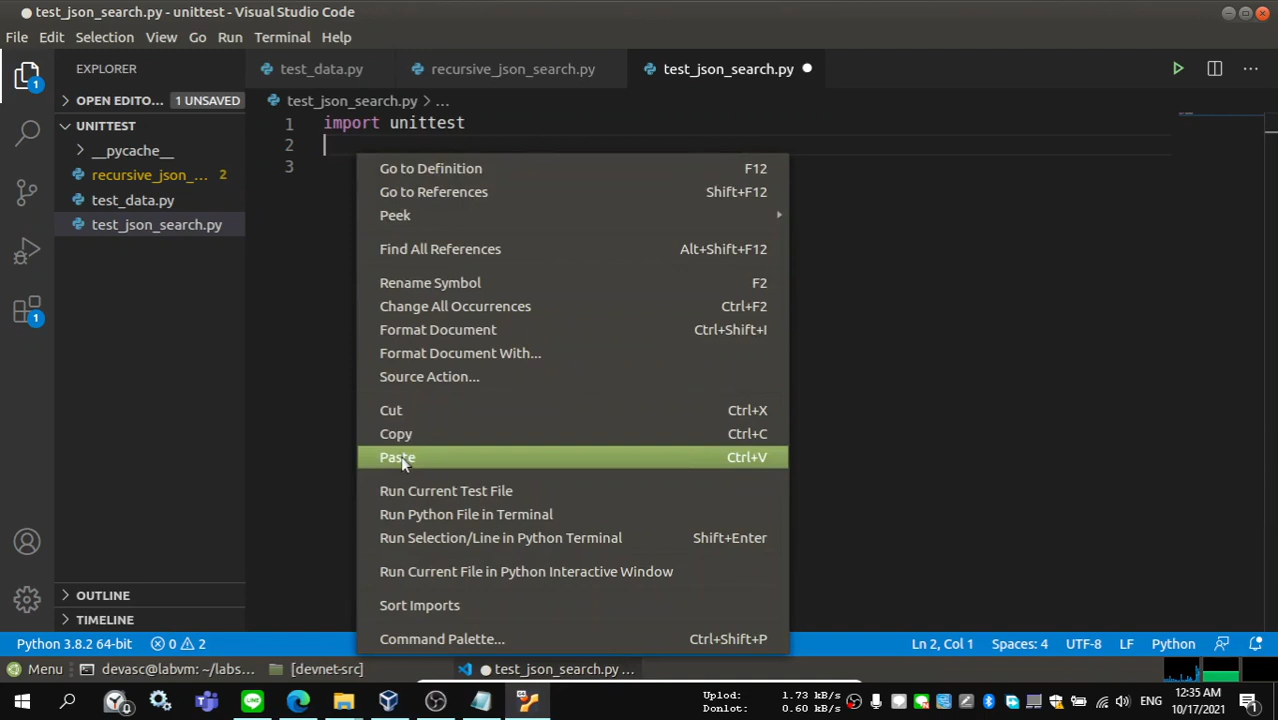 test_json_search.py - unittest - Visual Studio Code
File Edit Selection View Go Run Terminal Help
EXPLORER
test_data.py
recursive_json_search.py
test_json_search.py
1
OPEN EDITO... 1 UNSAVED
test_json_search.py > ...
UNITTEST
1 import unittest
__pycache__
2
3
recursive_json_... 2
test_data.py
test_json_search.py
Go to Definition F12
Go to References Shift+F12
Peek
Find All References Alt+Shift+F12
Rename Symbol F2
Change All Occurrences Ctrl+F2
1
Format Document Ctrl+Shift+I
Format Document With...
Source Action...
Cut Ctrl+X
Copy Ctrl+C
Paste Ctrl+V
Run Current Test File
Run Python File in Terminal
Run Selection/Line in Python Terminal Shift+Enter
Run Current File in Python Interactive Window
Sort Imports
Command Palette... Ctrl+Shift+P
OUTLINE
TIMELINE
Python 3.8.2 64-bit 0 2 Ln 2, Col 1 Spaces: 4 UTF-8 LF Python
Menu devasc@labvm: ~/labs... [devnet-src] test_json_search.py ...
0 LINE Uplod: 1.73 kB/s
Donlot: 0.60 kB/s
ENG 12:35 AM
10/17/2021 1